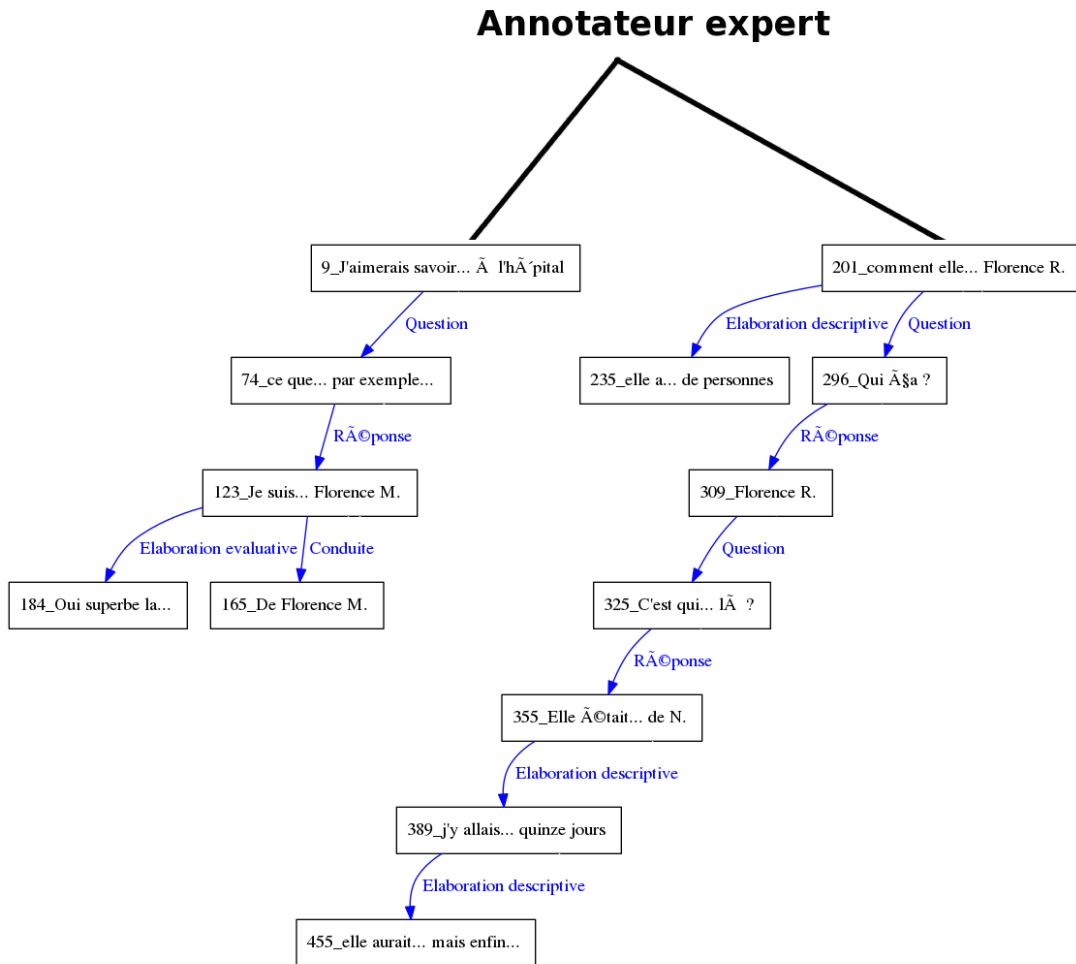 Annotateur expert
9_J'aimerais savoir... Ã  l'hÃ´pital
201_comment elle... Florence R.
Question
Elaboration descriptive
Question
74_ce que... par exemple...
235_elle a... de personnes
296_Qui Ã§a ?
RÃ©ponse
RÃ©ponse
123_Je suis... Florence M.
309_Florence R.
Elaboration evaluative
Conduite
Question
184_Oui superbe la...
165_De Florence M.
325_C'est qui... lÃ  ?
RÃ©ponse
355_Elle Ã©tait... de N.
Elaboration descriptive
389_j'y allais... quinze jours
Elaboration descriptive
455_elle aurait... mais enfin...